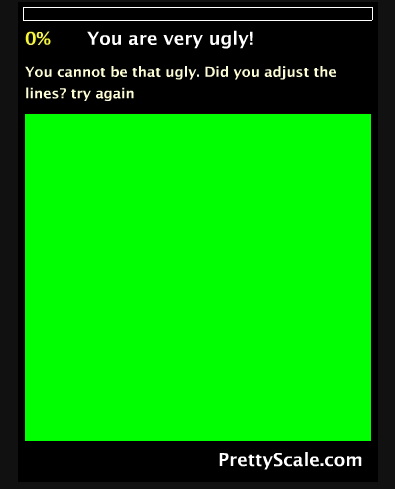 0% You are very ugly!
You cannot be that ugly. Did you adjust the
lines? try again
PrettyScale.com